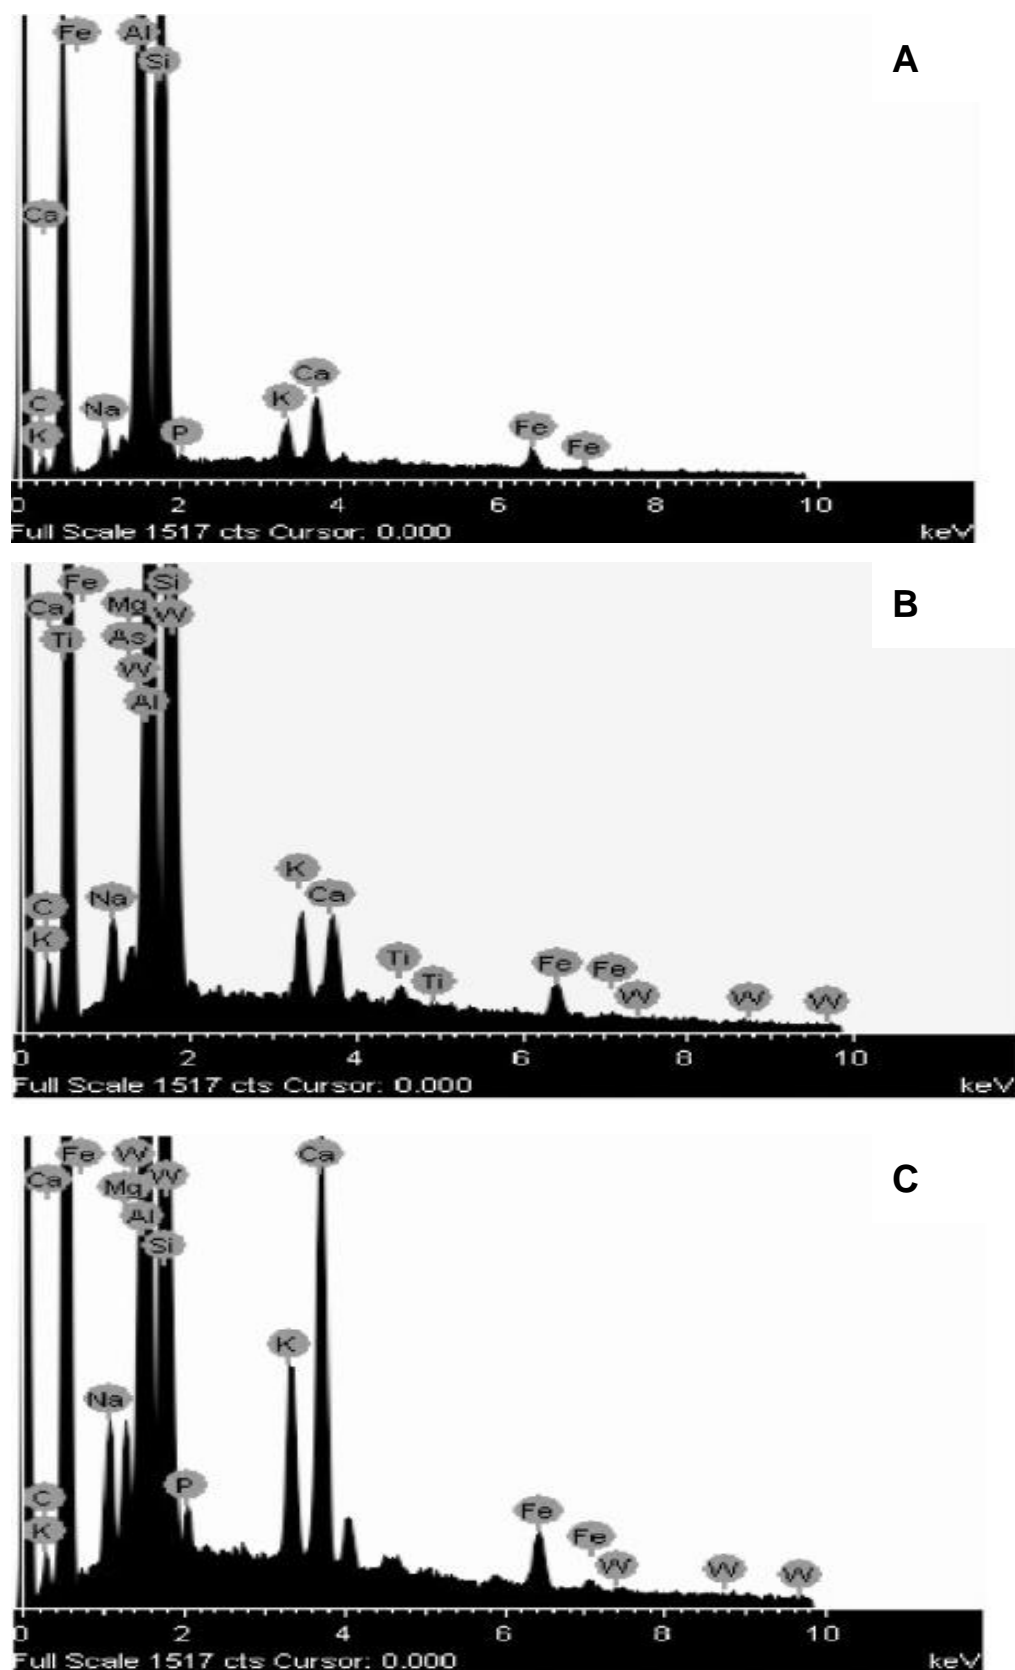 A
Fe Al
Si
Ca
Ca
K
C Na
Fe
P
K
Fe
0 2 4 6 8 10
Full Scale 1517 cts Cursor: 0.000 keV
B
Fe Si
Ca Mg
W
Ti As
W
Al
K
Ca
Na
C
K
Ti Fe Fe
Ti
W W W
0 2 4 6 8 10
Full Scale 1517 cts Cursor: 0.000 keV
C
Fe W Ca
Ca Mg W
Al
Si
K
Na
P
C
Fe
K
Fe
W W W
0 2 4 6 8 10
Full Scale 1517 cts Cursor: 0.000 keV